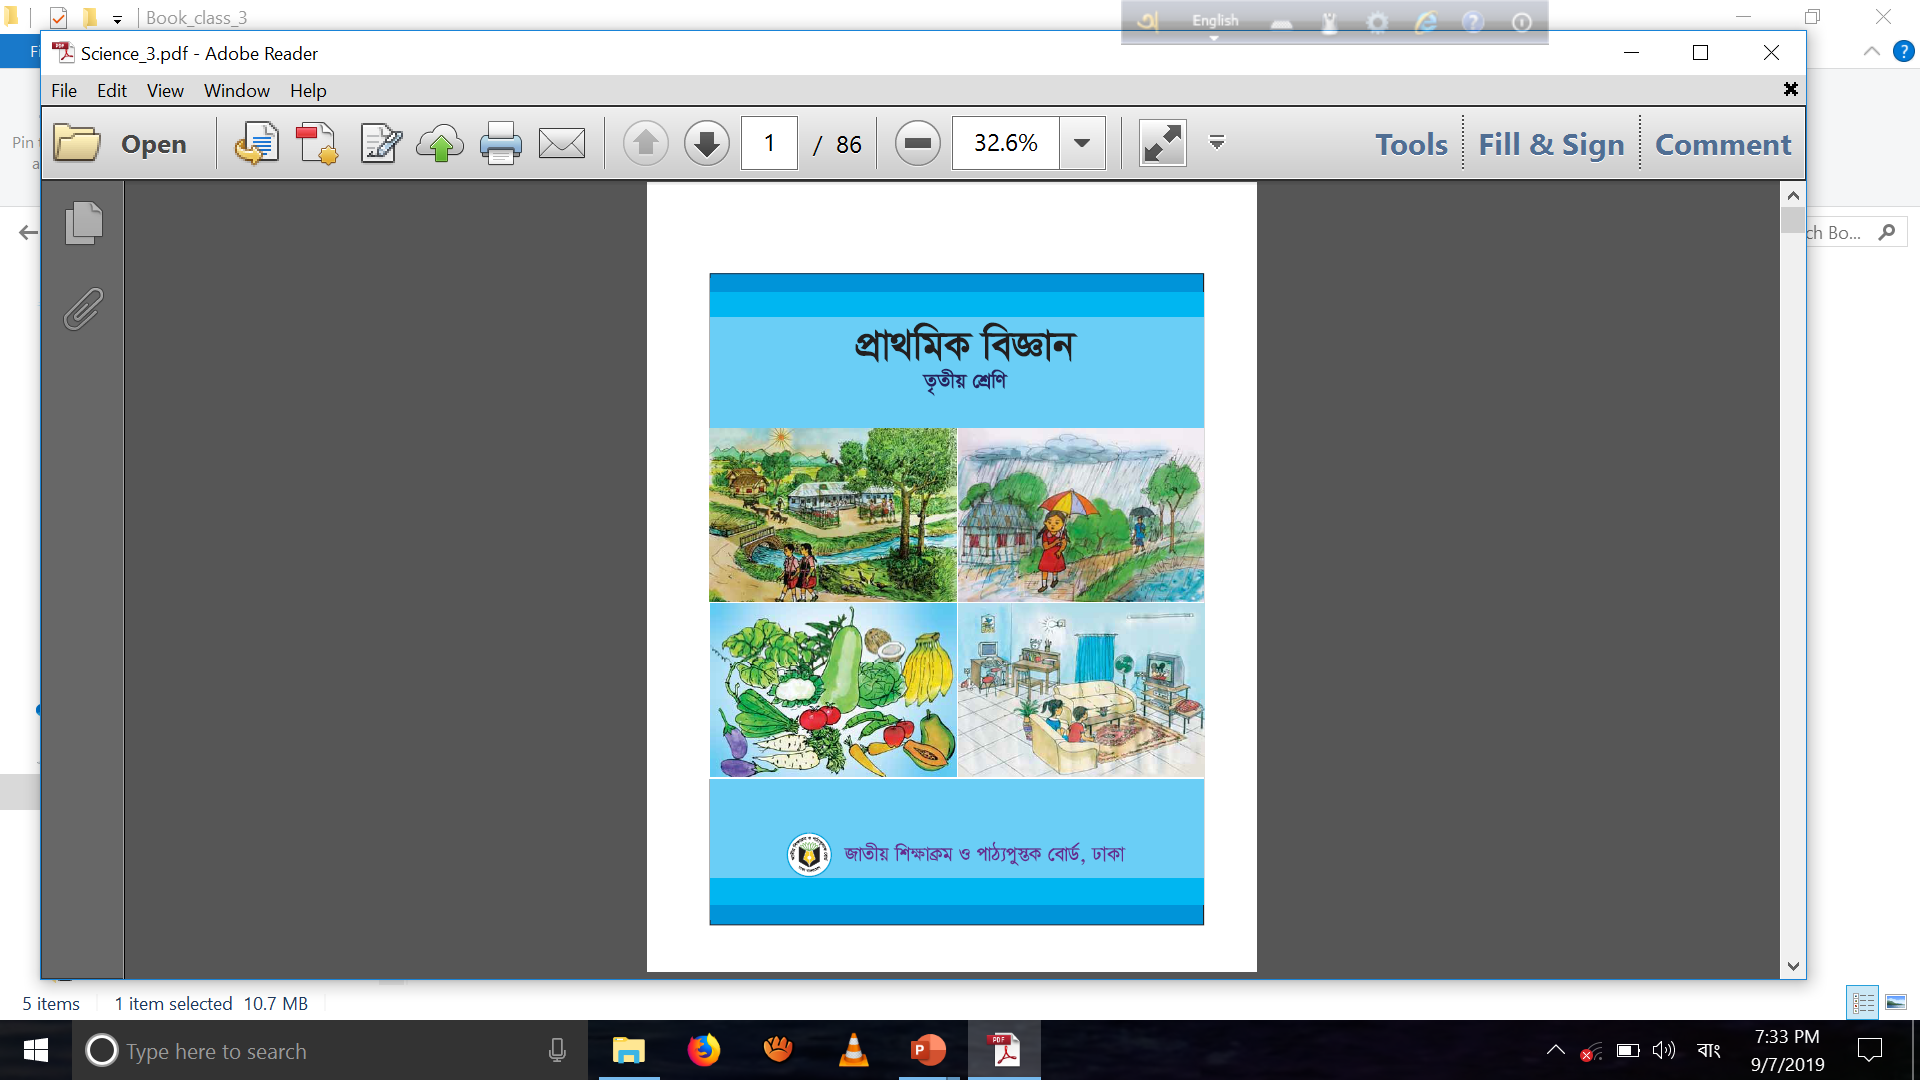 Book_class_3
English
Science_3.pdf - Adobe Reader
File Edit View Window Help
Open
1 / 86
32.6%
Tools
Fill & Sign
Comment
প্রাথমিক বিজ্ঞান
তৃতীয় শ্রেণি
জাতীয় শিক্ষাক্রম ও পাঠ্যপুস্তক বোর্ড, ঢাকা
5 items
1 item selected 10.7 MB
Type here to search
বাং
7:33 PM
9/7/2019